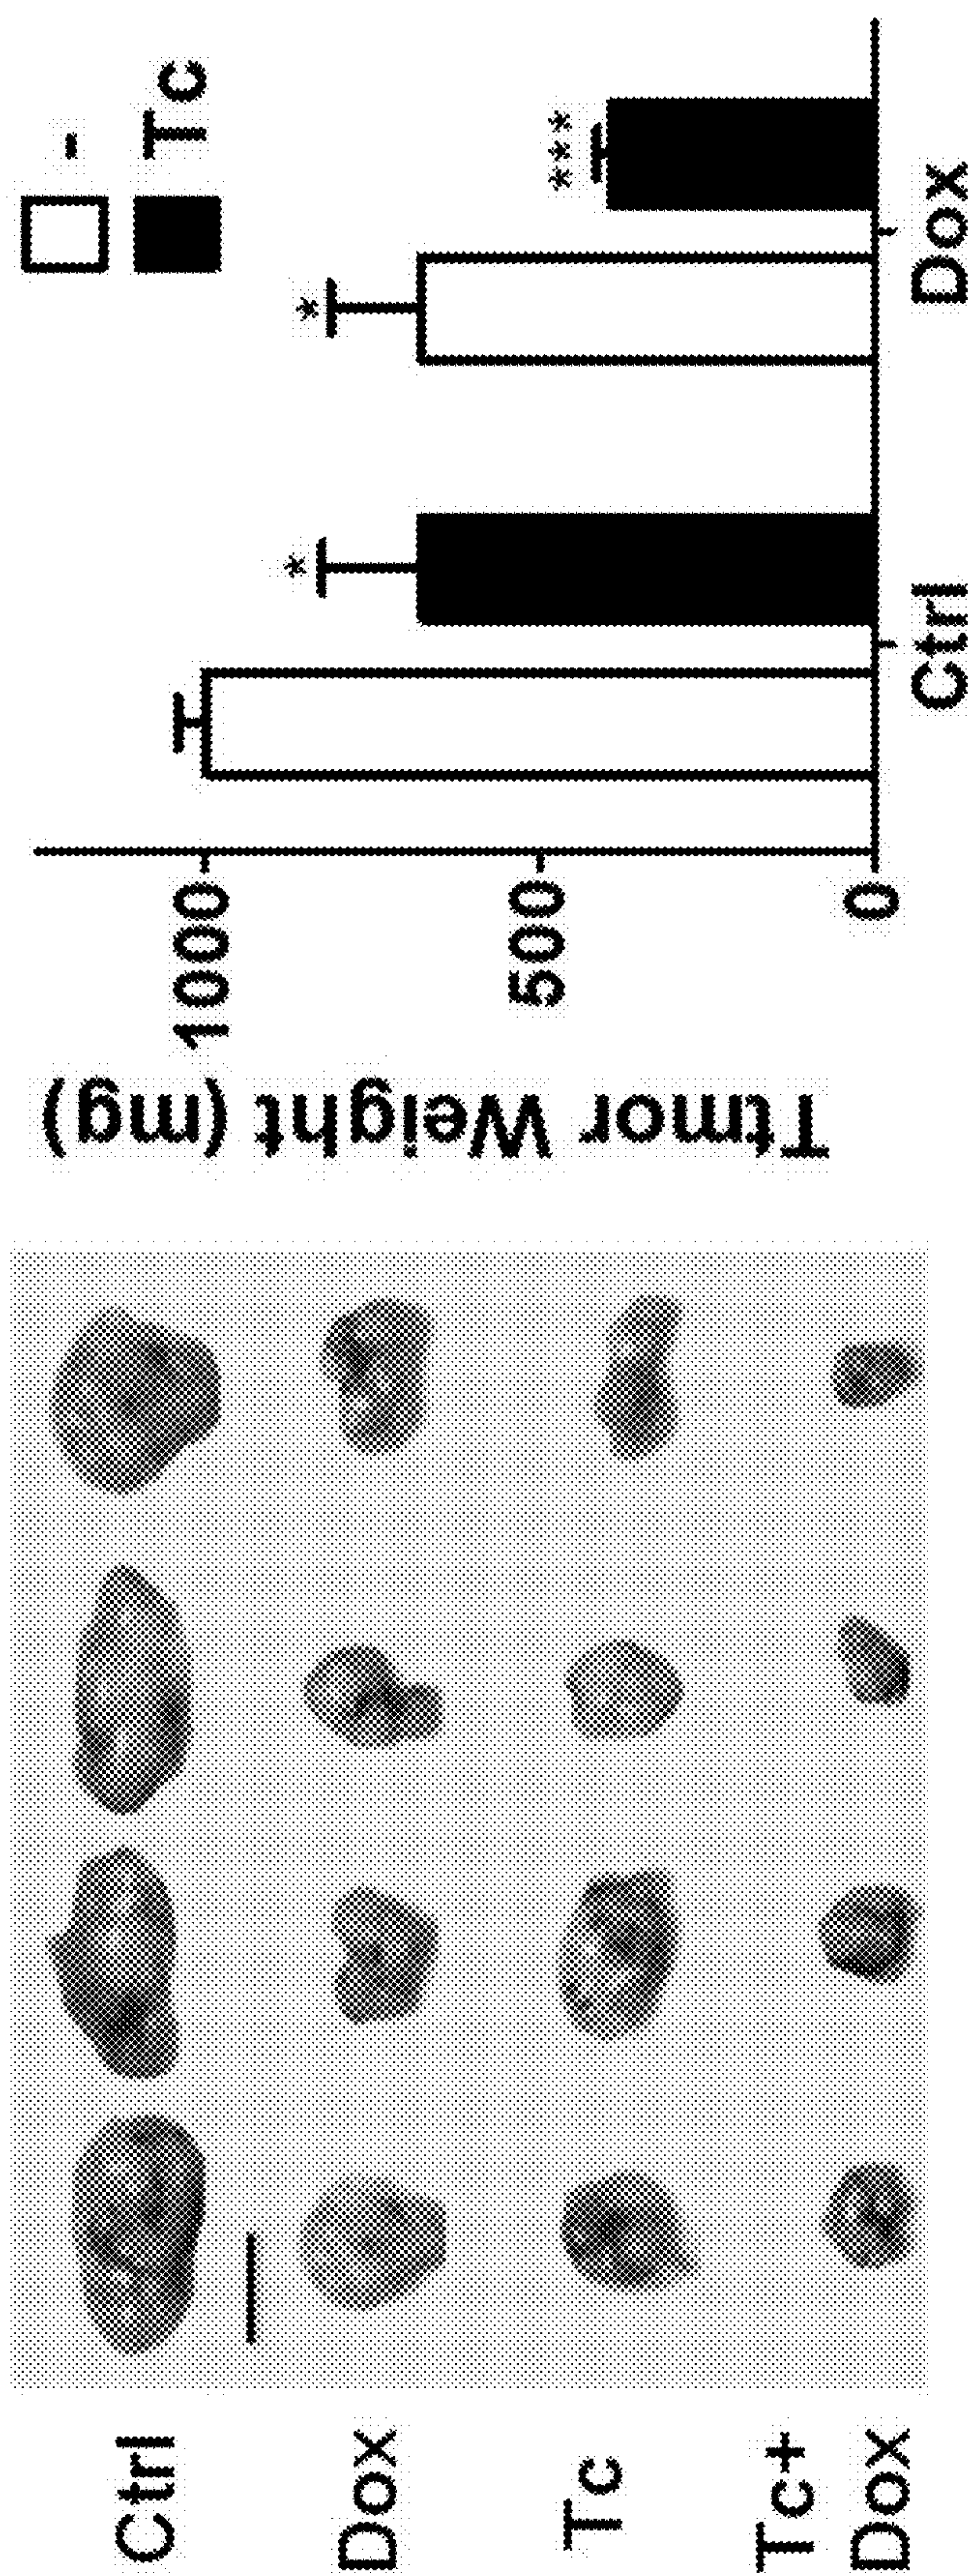 Ctrl
Dox
Tc
Tc+
Dox
Ttmor Weight (mg)
1000
500
0
-
Tc
*
*
***
Ctrl
Dox